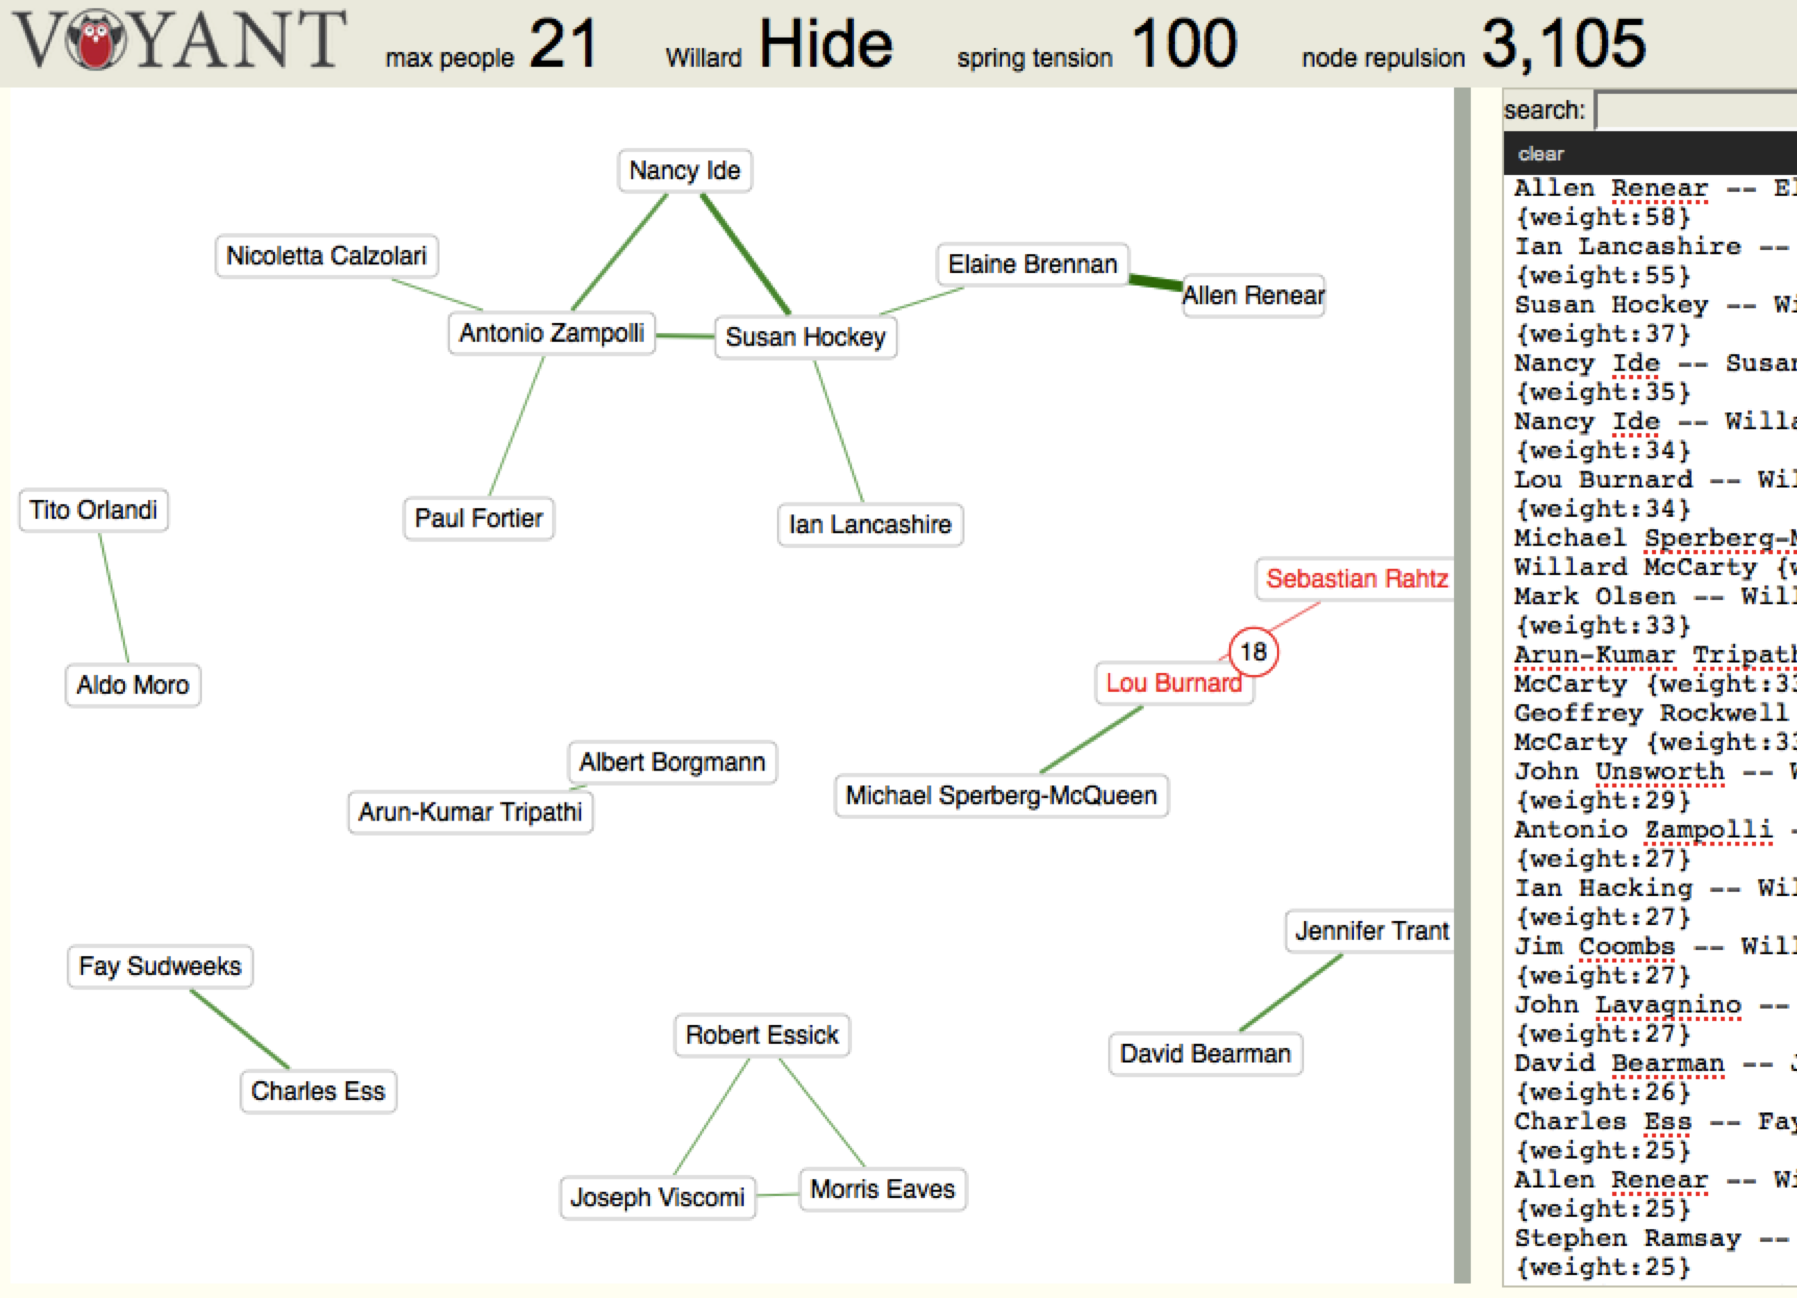 VOYANT
max people 21 Willard Hide spring tension 100 node repulsion 3,105
Nancy Ide
Nicoletta Calzolari
Elaine Brennan
Allen Renear
Antonio Zampolli
Susan Hockey
Tito Orlandi
Paul Fortier
Ian Lancashire
Sebastian Rahtz
18
Aldo Moro
Lou Burnard
Albert Borgmann
Michael Sperberg-McQueen
Arun-Kumar Tripathi
Jennifer Trant
Fay Sudweeks
Robert Essick
David Bearman
Charles Ess
Joseph Viscomi
Morris Eaves
search:
clear
Allen Renear -- El
{weight:58}
Ian Lancashire --
{weight:55}
Susan Hockey -- Wi
{weight:37}
Nancy Ide -- Susan
{weight:35}
Nancy Ide -- Willa
{weight:34}
Lou Burnard -- Wil
{weight:34}
Michael Sperberg-M
Willard McCarty {w
Mark Olsen -- Will
{weight:33}
Arun-Kumar Tripath
McCarty {weight:33
Geoffrey Rockwell
McCarty {weight:33
John Unsworth -- W
{weight:29}
Antonio Zampolli -
{weight:27}
Ian Hacking -- Wil
{weight:27}
Jim Coombs -- Will
{weight:27}
John Lavagnino --
{weight:27}
David Bearman -- J
{weight:26}
Charles Ess -- Fay
{weight:25}
Allen Renear -- Wi
{weight:25}
Stephen Ramsay --
{weight:25}